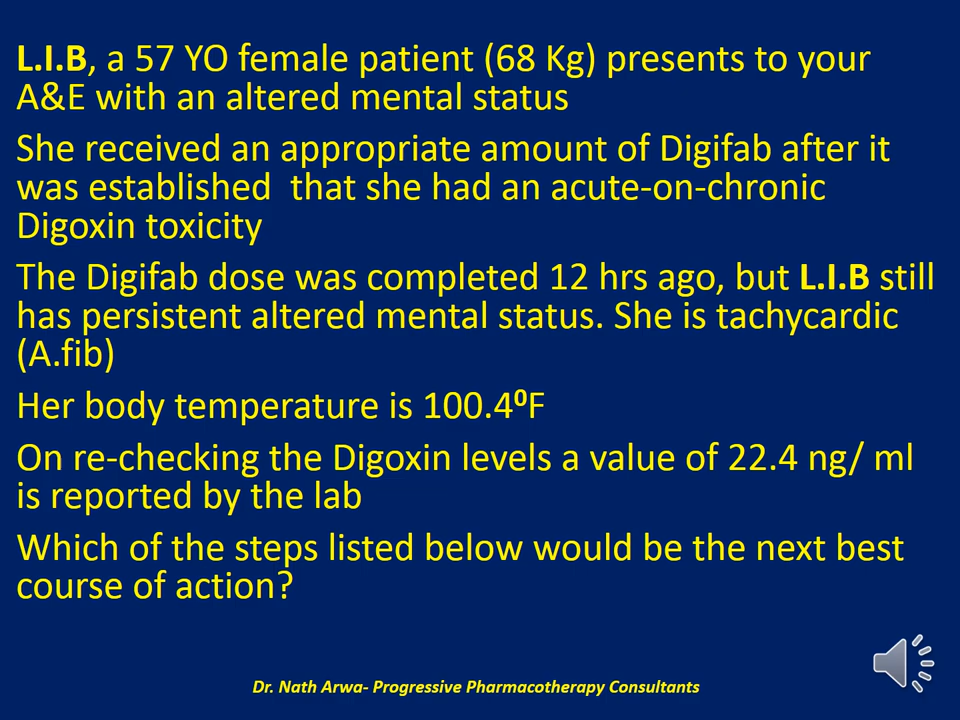 L.I.B, a 57 YO female patient (68 Kg) presents to your
A&E with an altered mental status
She received an appropriate amount of Digifab after it
was established  that she had an acute-on-chronic
Digoxin toxicity
The Digifab dose was completed 12 hrs ago, but L.I.B still
has persistent altered mental status. She is tachycardic
(A.fib)
Her body temperature is 100.4⁰F
On re-checking the Digoxin levels a value of 22.4 ng/ ml
is reported by the lab
Which of the steps listed below would be the next best
course of action?
Dr. Nath Arwa- Progressive Pharmacotherapy Consultants